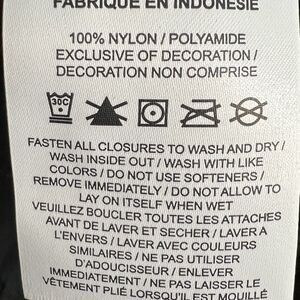 FABRIQUÉ EN INDONÉSIE
100% NYLON / POLYAMIDE
EXCLUSIVE OF DECORATION /
DECORATION NON COMPRISE
30C
FASTEN ALL CLOSURES TO WASH AND DRY /
WASH INSIDE OUT / WASH WITH LIKE
COLORS / DO NOT USE SOFTENERS /
REMOVE IMMEDIATELY / DO NOT ALLOW TO
LAY ON ITSELF WHEN WET
VEUILLEZ BOUCLER TOUTES LES ATTACHES
AVANT DE LAVER ET SECHER / LAVER A
L'ENVERS / LAVER AVEC COULEURS
SIMILAIRES / NE PAS UTILISER
D'ADOUCISSEUR / ENLEVER
IMMEDIATEMENT / NE PAS LAISSER LE
VÊTEMENT PLIÉ LORSQU'IL EST MOUILLÉ